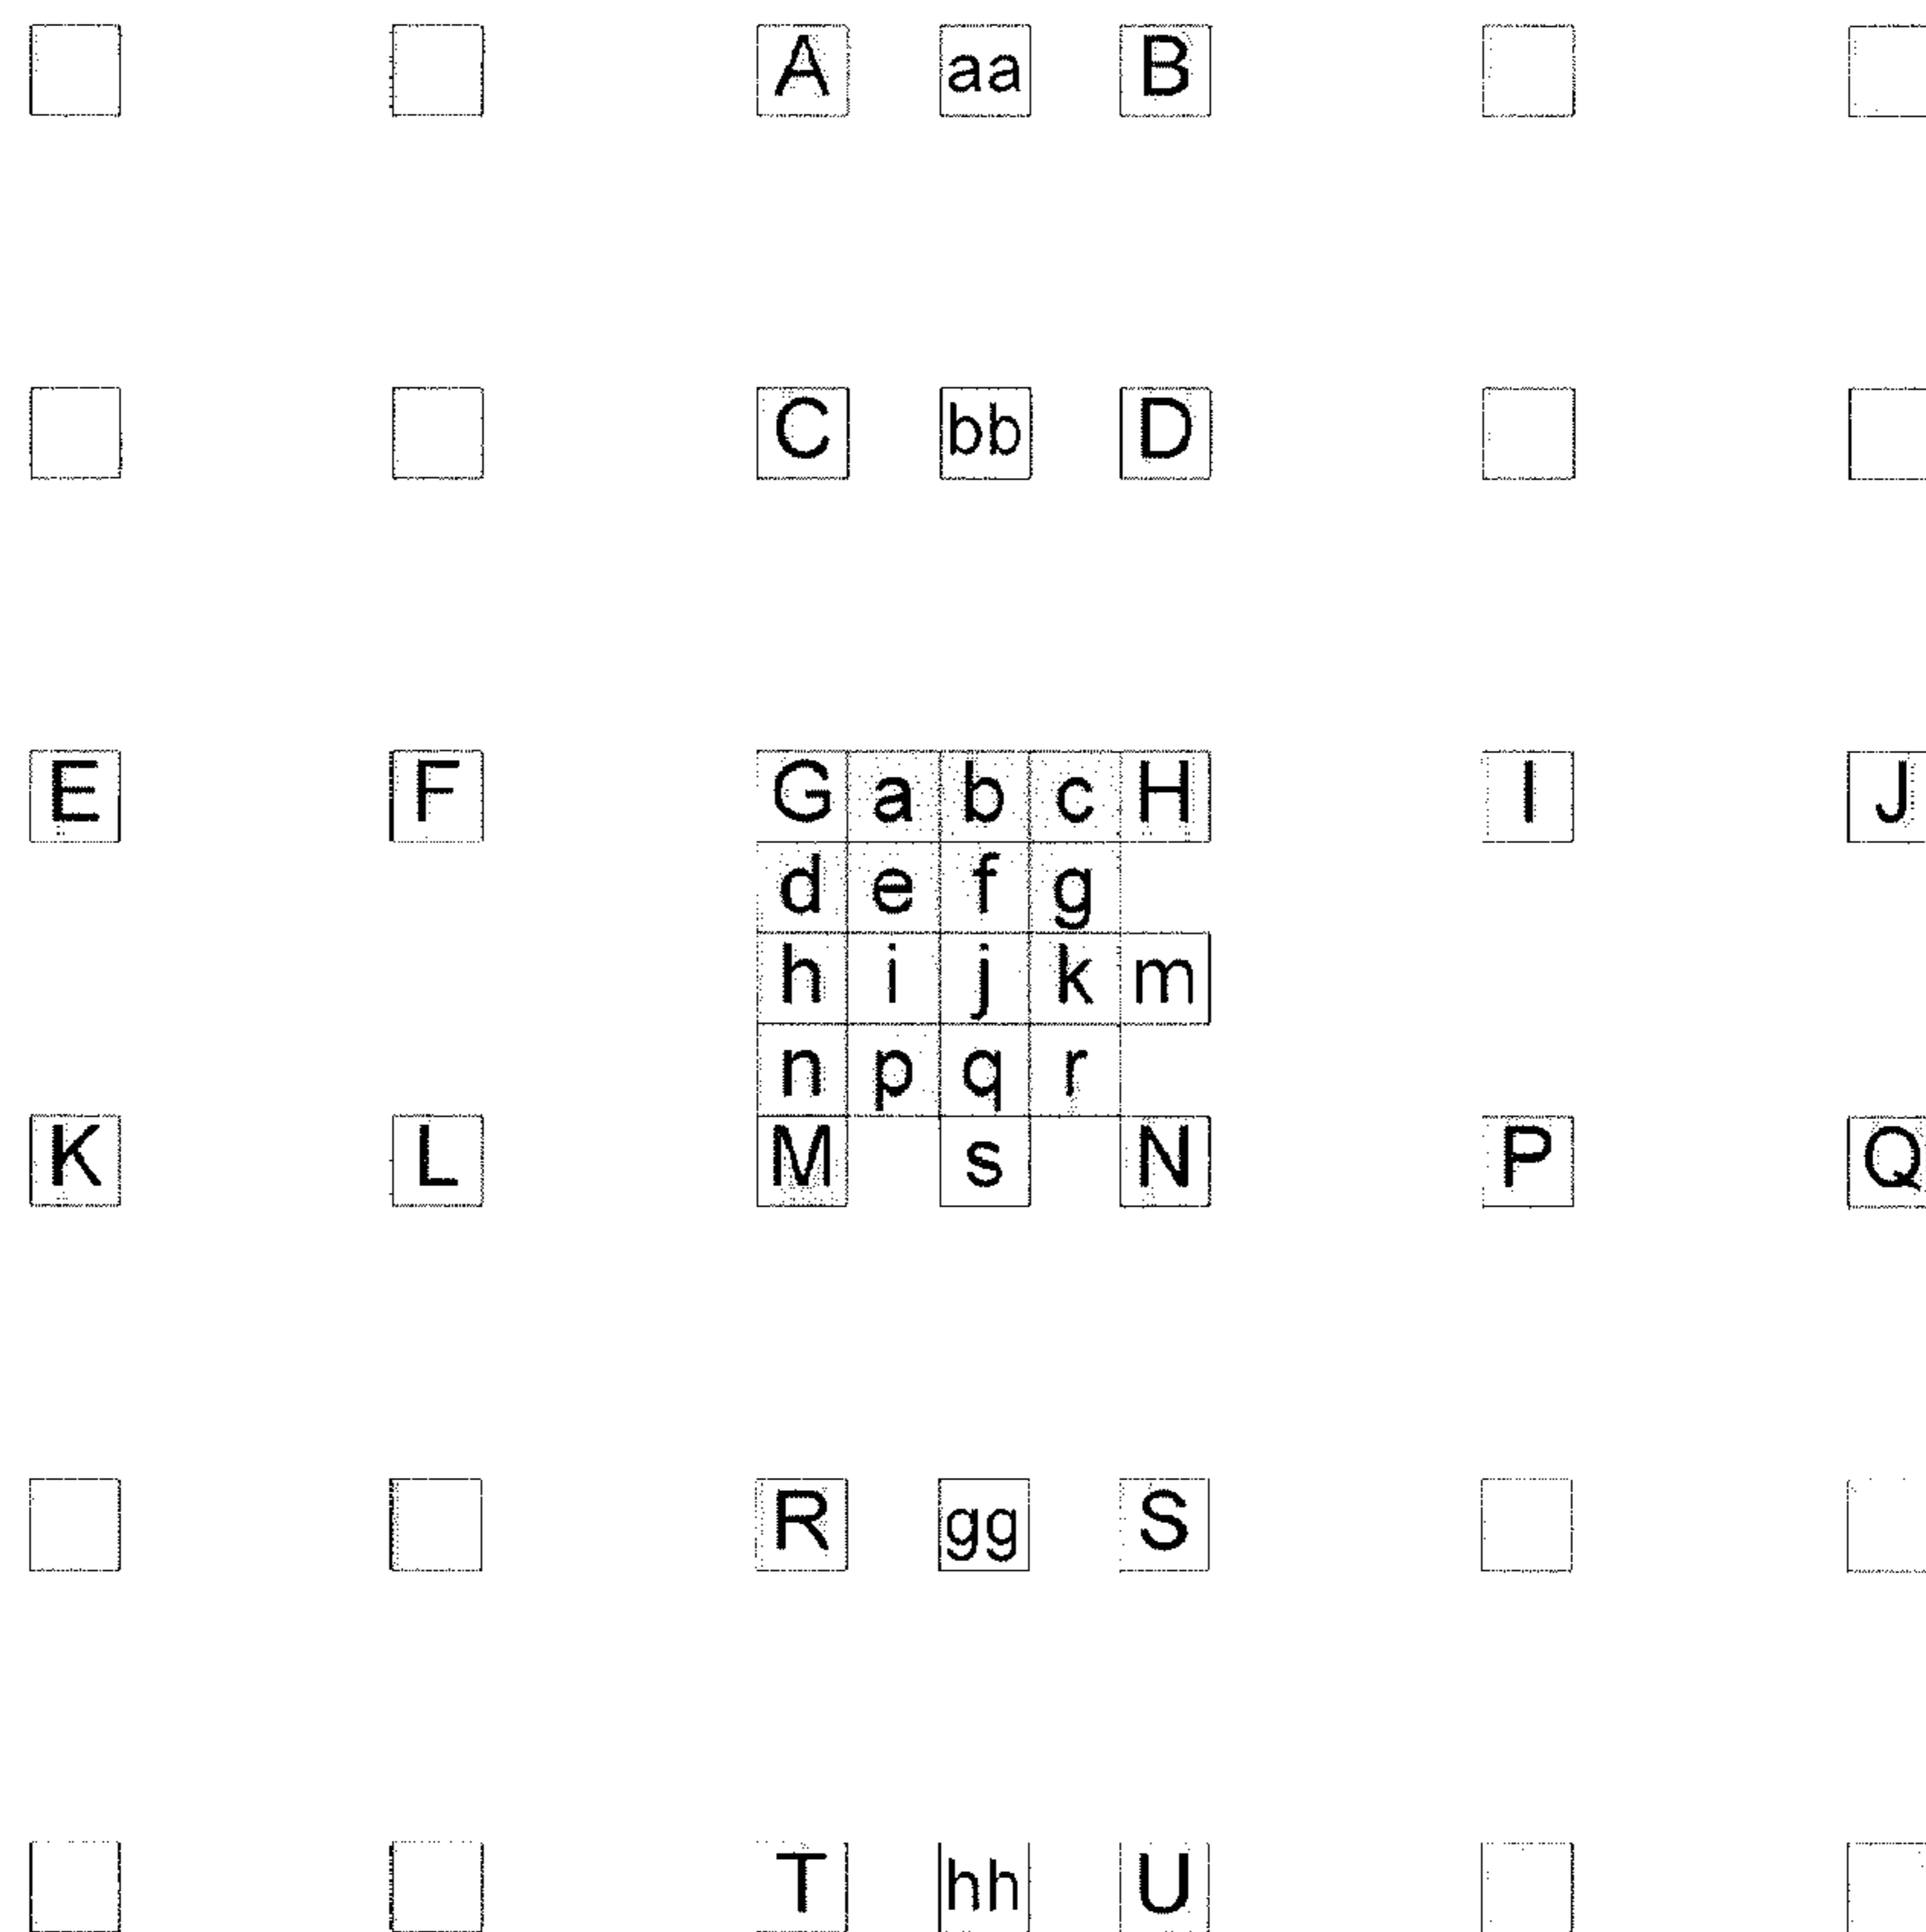 A aa B
C bb D
E F G a b c H I J
d e f g
h i j k m
n p q r
K L M s N P Q
R gg S
T hh U